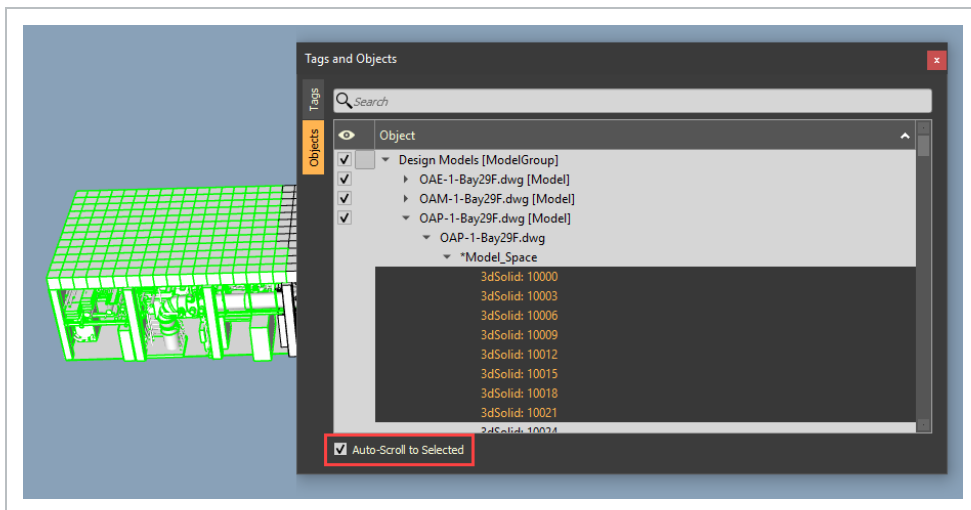 Tags and Objects
x
Tags
Search
Objects
Object
Design Models [ModelGroup]
OAE-1-Bay29F.dwg [Model]
OAM-1-Bay29F.dwg [Model]
OAP-1-Bay29F.dwg [Model]
OAP-1-Bay29F.dwg
*Model_Space
3dSolid: 10000
3dSolid: 10003
3dSolid: 10006
3dSolid: 10009
3dSolid: 10012
3dSolid: 10015
3dSolid: 10018
3dSolid: 10021
3dSolid: 10024
Auto-Scroll to Selected